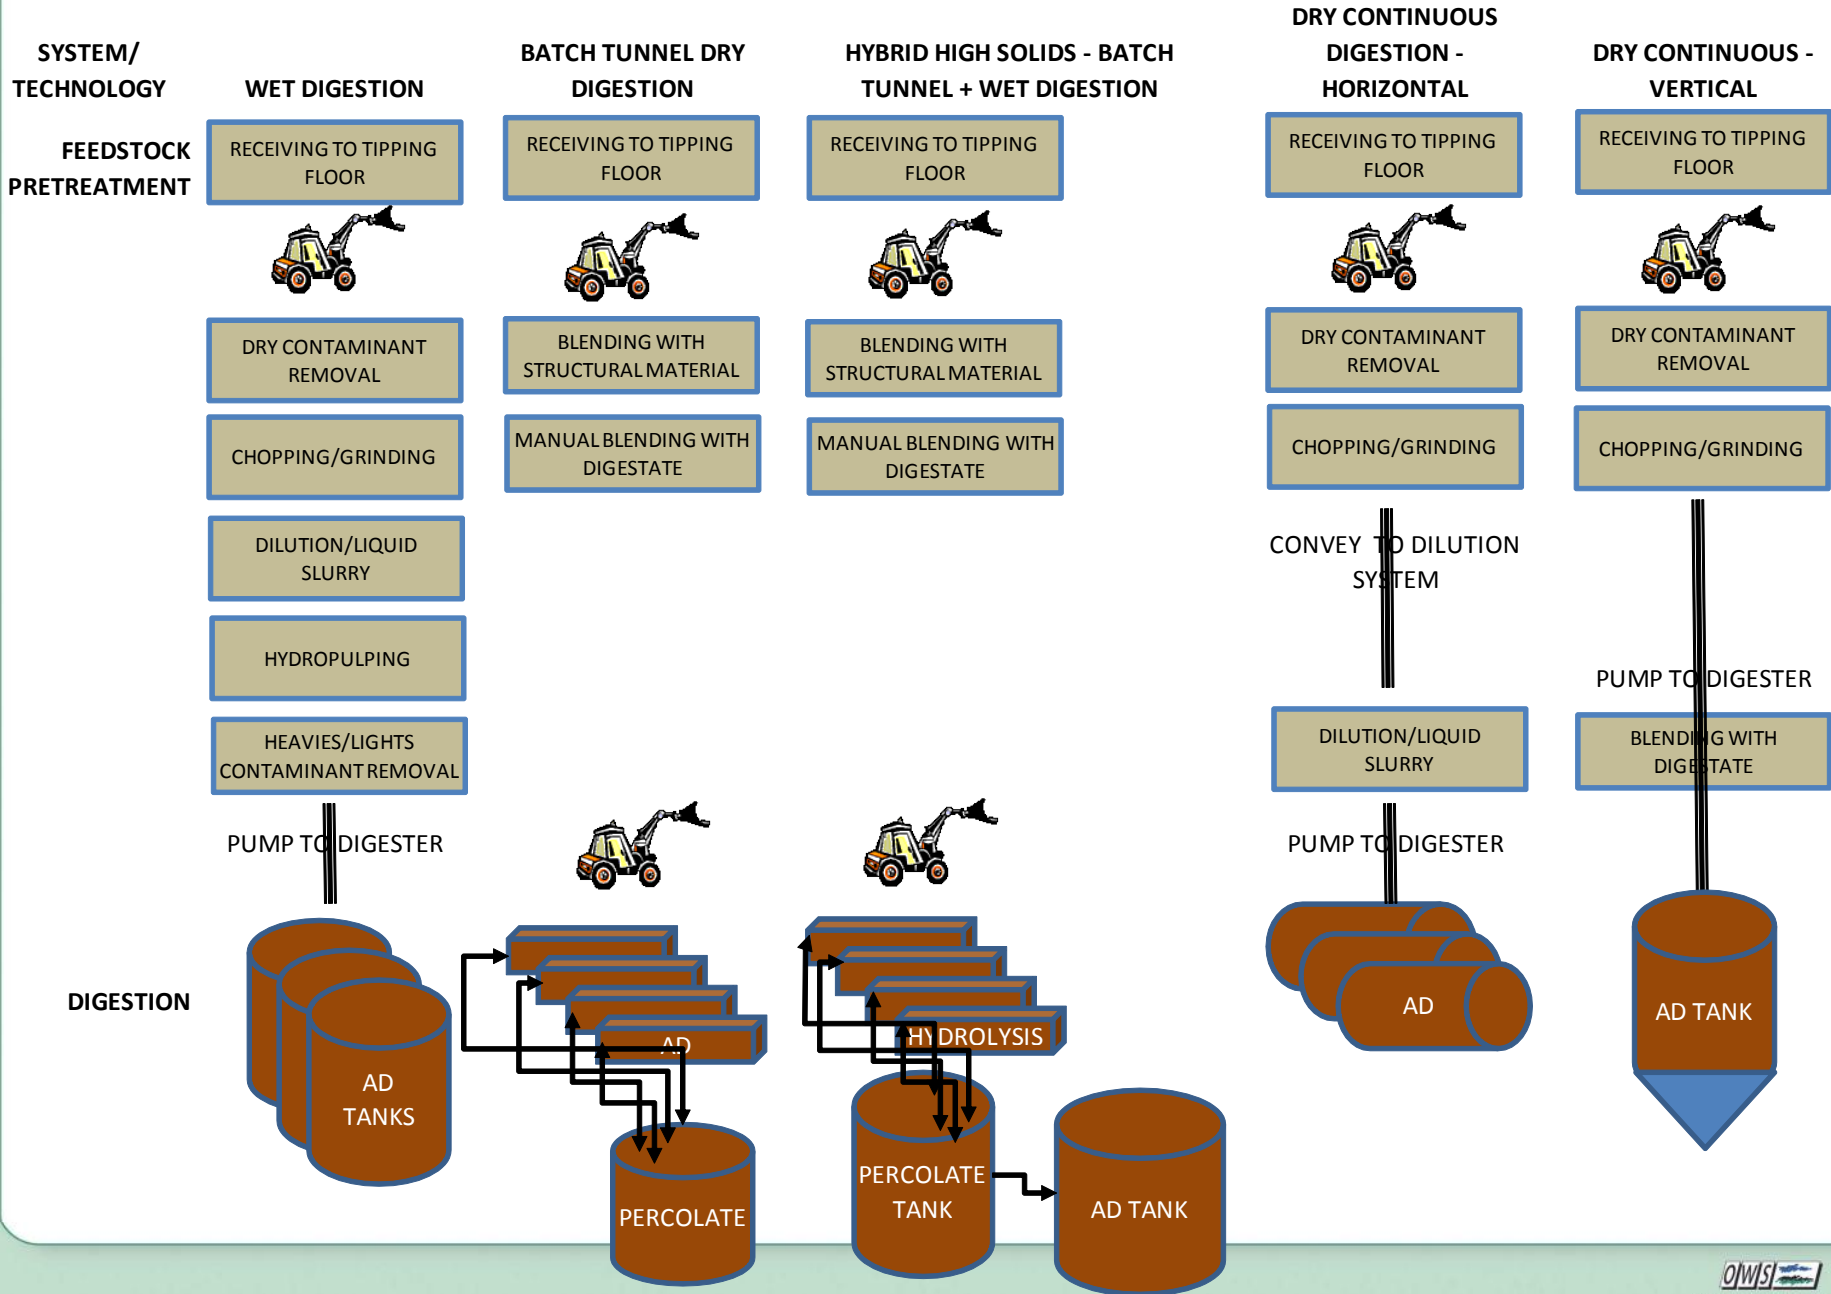 SYSTEM/
TECHNOLOGY
WET DIGESTION
BATCH TUNNEL DRY
DIGESTION
HYBRID HIGH SOLIDS - BATCH
TUNNEL + WET DIGESTION
DRY CONTINUOUS
DIGESTION -
HORIZONTAL
DRY CONTINUOUS -
VERTICAL
FEEDSTOCK
PRETREATMENT
RECEIVING TO TIPPING
FLOOR
RECEIVING TO TIPPING
FLOOR
RECEIVING TO TIPPING
FLOOR
RECEIVING TO TIPPING
FLOOR
RECEIVING TO TIPPING
FLOOR
DRY CONTAMINANT
REMOVAL
BLENDING WITH
STRUCTURAL MATERIAL
BLENDING WITH
STRUCTURAL MATERIAL
DRY CONTAMINANT
REMOVAL
DRY CONTAMINANT
REMOVAL
CHOPPING/GRINDING
MANUAL BLENDING WITH
DIGESTATE
MANUAL BLENDING WITH
DIGESTATE
CHOPPING/GRINDING
CHOPPING/GRINDING
DILUTION/LIQUID
SLURRY
CONVEY TO DILUTION
SYSTEM
HYDROPULPING
PUMP TO DIGESTER
HEAVIES/LIGHTS
CONTAMINANT REMOVAL
DILUTION/LIQUID
SLURRY
BLENDING WITH
DIGESTATE
PUMP TO DIGESTER
PUMP TO DIGESTER
DIGESTION
AD
TANKS
AD
PERCOLATE
HYDROLYSIS
PERCOLATE
TANK
AD TANK
AD
AD TANK
OWS